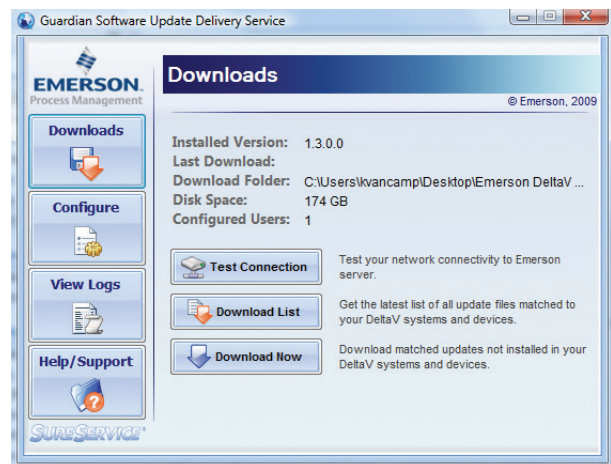 Guardian Software Update Delivery Service
EMERSON.
Process Management
Downloads
© Emerson, 2009
Downloads
Configure
View Logs
Help/Support
SURESERVICE
Installed Version: 1.3.0.0
Last Download:
Download Folder: C:\Users\kvancamp\Desktop\Emerson DeltaV ...
Disk Space: 174 GB
Configured Users: 1
Test Connection
Test your network connectivity to Emerson
server.
Download List
Get the latest list of all update files matched to
your DeltaV systems and devices.
Download Now
Download matched updates not installed in your
DeltaV systems and devices.